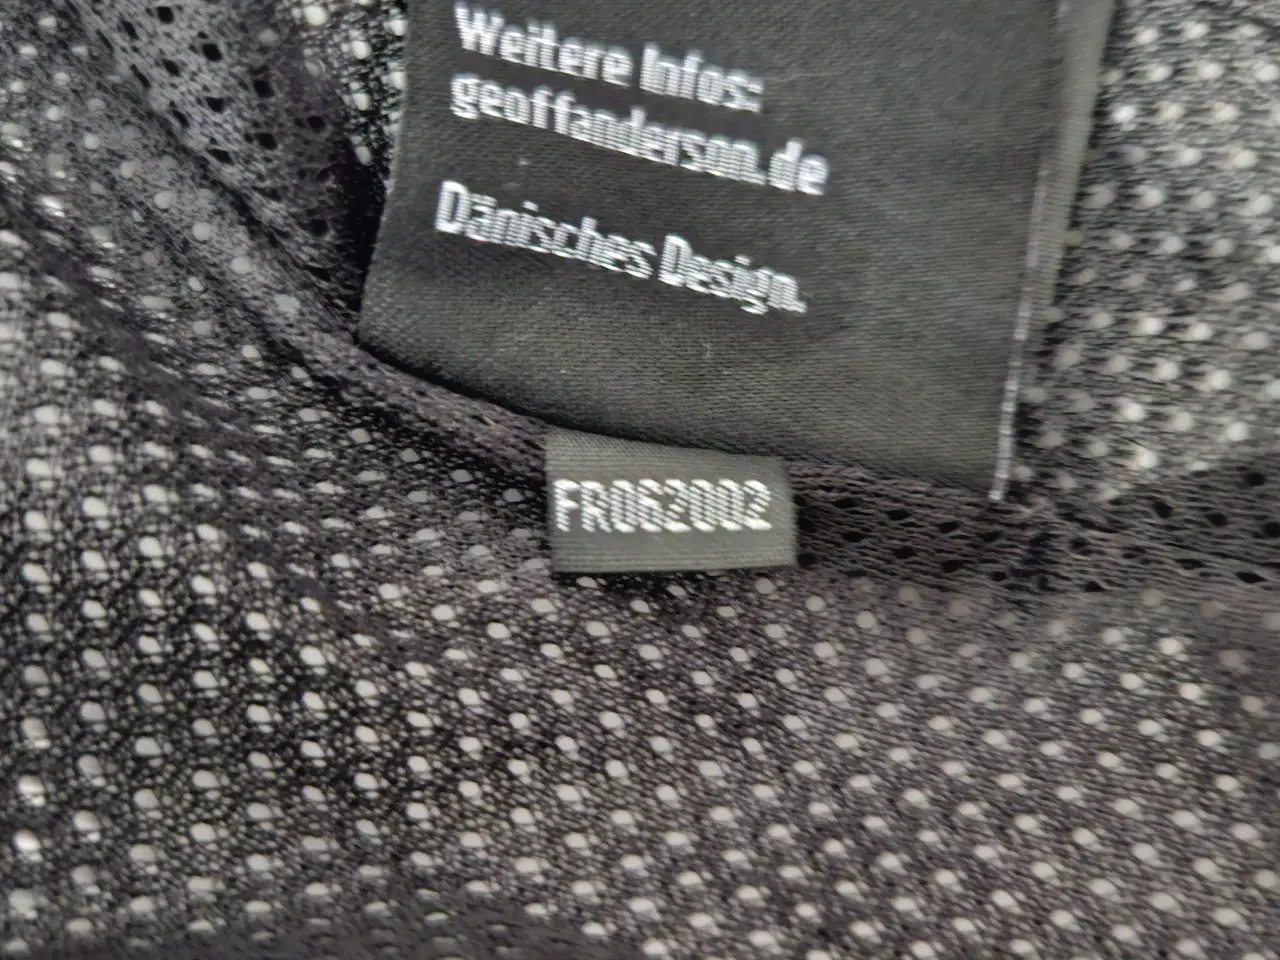 Weitere Infos:
geoffanderson.de
Dänisches Design.
FR062002